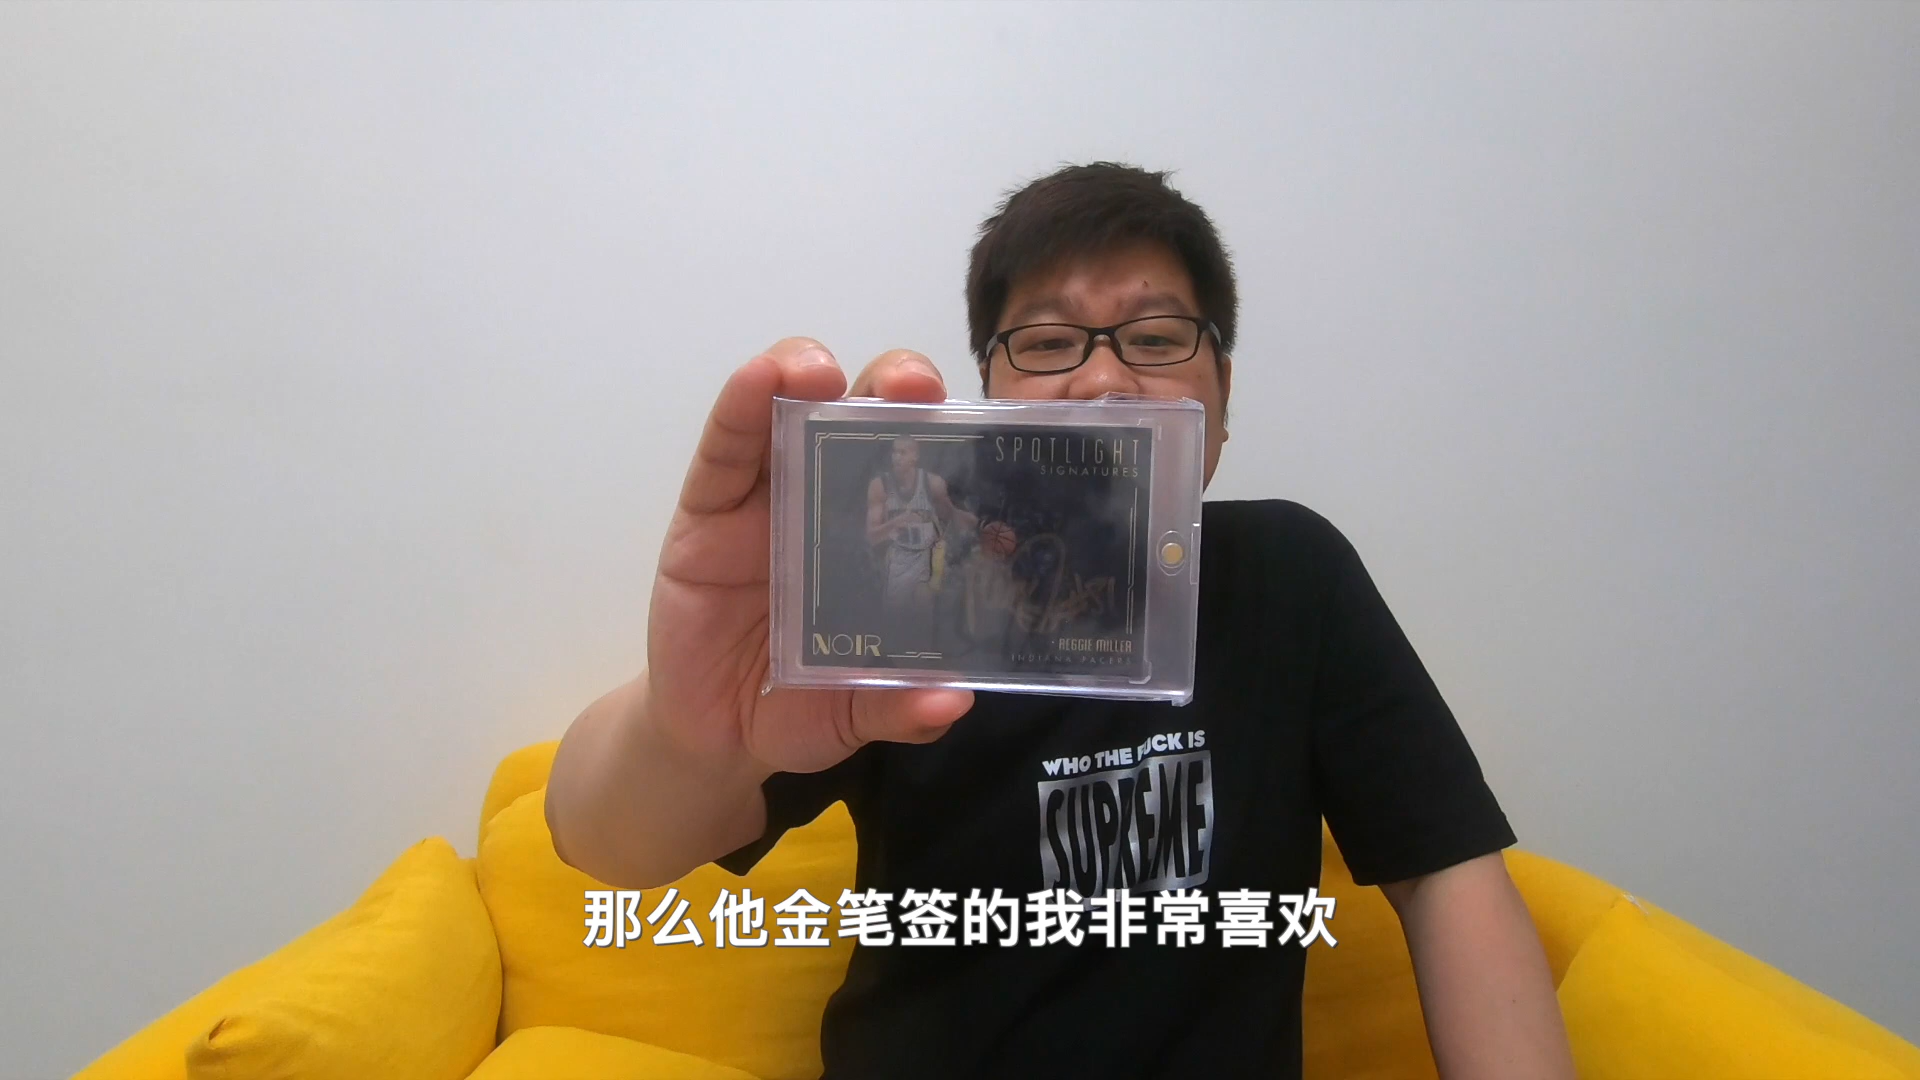 SPOTLIGHT
SIGNATURES
NOIR
REGGIE MILLER
INDIANA PACERS
WHO THE FUCK IS
SUPREME
那么他金笔签的我非常喜欢